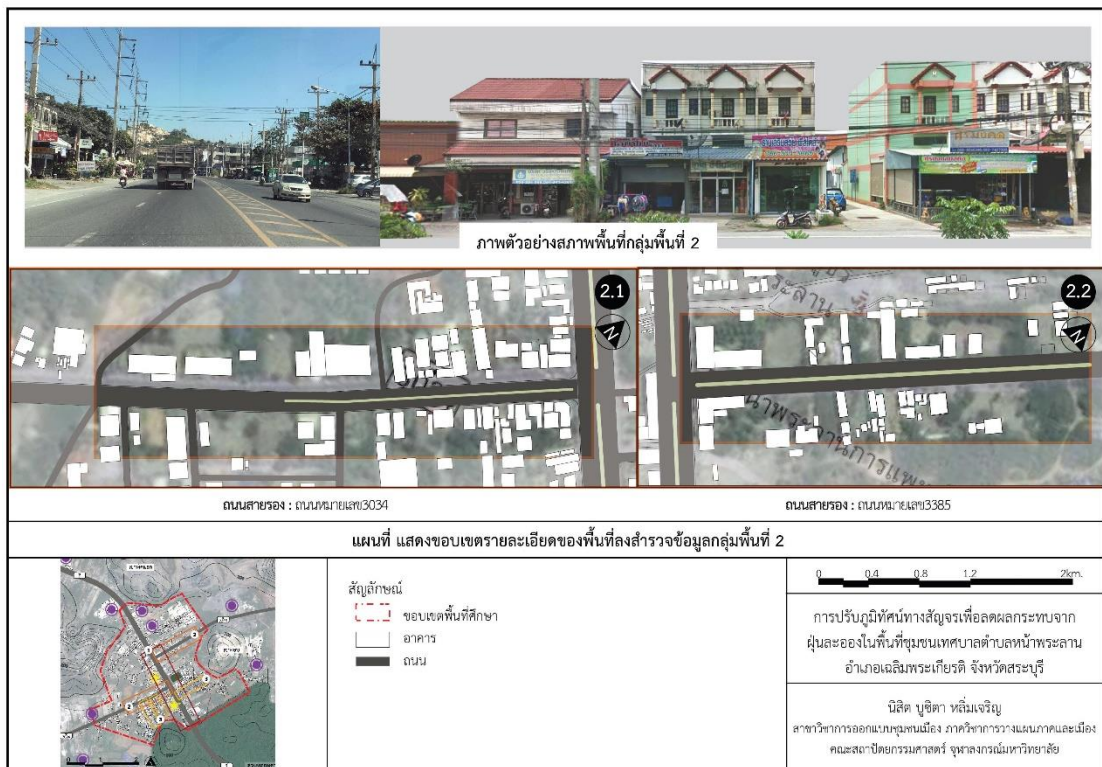 ภาพตัวอย่างสภาพพื้นที่กลุ่มพื้นที่ 2
2.1
N
2.2
N
ถนนสายรอง : ถนนหมายเลข3034
ถนนสายรอง : ถนนหมายเลข3385
แผนที่ แสดงขอบเขตรายละเอียดของพื้นที่ลงสำรวจข้อมูลกลุ่มพื้นที่ 2
สัญลักษณ์
ขอบเขตพื้นที่ศึกษา
อาคาร
ถนน
0 0.4 0.8 1.2 2km.
การปรับภูมิทัศน์ทางสัญจรเพื่อลดผลกระทบจาก
ฝุ่นละอองในพื้นที่ชุมชนเทศบาลตำบลหน้าพระลาน
อำเภอเฉลิมพระเกียรติ จังหวัดสระบุรี
นิสิต บูชิตา หลิ่มเจริญ
สาขาวิชาการออกแบบชุมชนเมือง ภาควิชาการวางแผนภาคและเมือง
คณะสถาปัตยกรรมศาสตร์ จุฬาลงกรณ์มหาวิทยาลัย